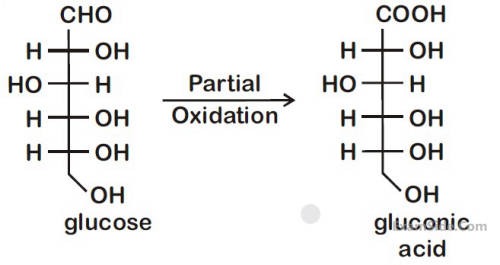 CHO
H OH
HO H
H OH
H OH
OH
glucose
Partial
Oxidation
COOH
H OH
HO H
H OH
H OH
OH
gluconic
acid